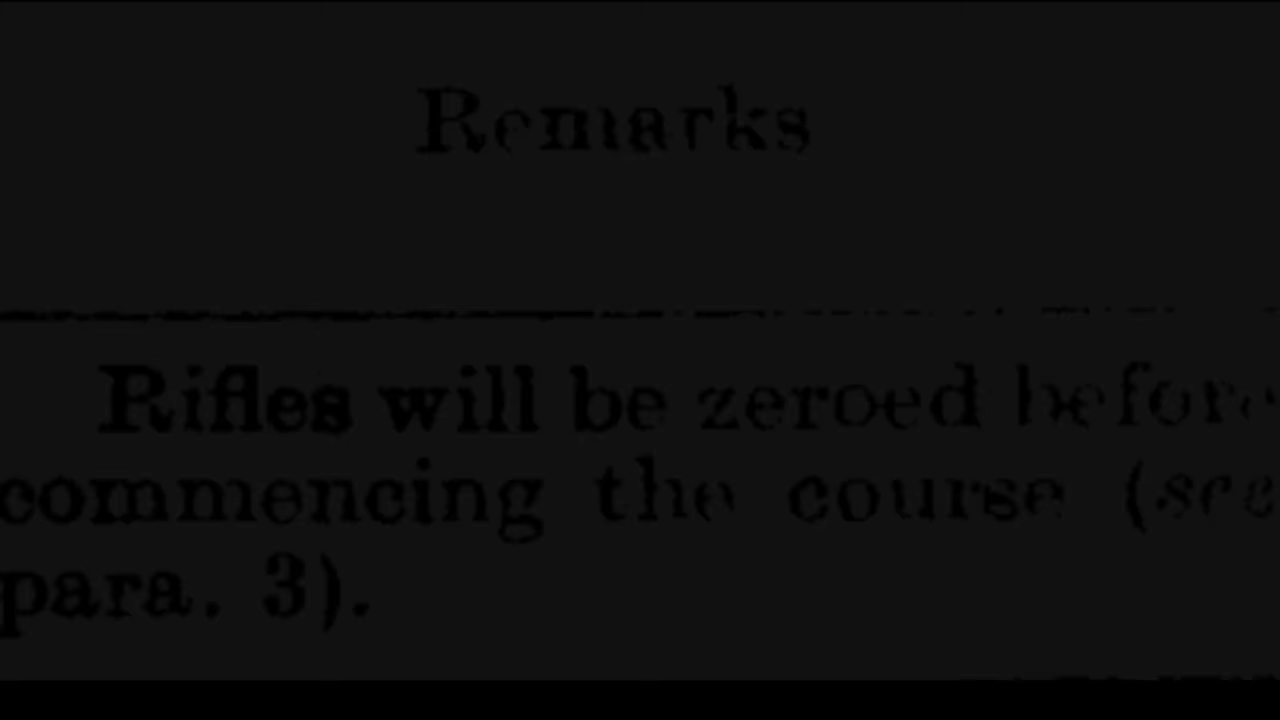 Remarks
Rifles will be zeroed before
commencing the course (see
para. 3).